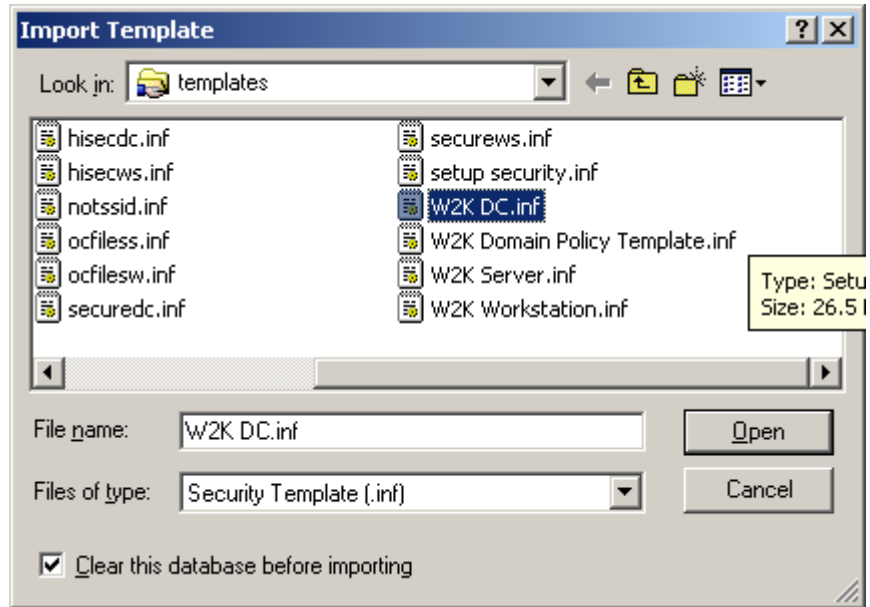 Import Template
Look in: templates
hisecdc.inf
hisecws.inf
notssid.inf
ocfiless.inf
ocfilesw.inf
securedc.inf
securews.inf
setup security.inf
W2K DC.inf
W2K Domain Policy Template.inf
W2K Server.inf
W2K Workstation.inf
Type: Setu
Size: 26.5
File name: W2K DC.inf
Open
Files of type: Security Template (.inf)
Cancel
Clear this database before importing